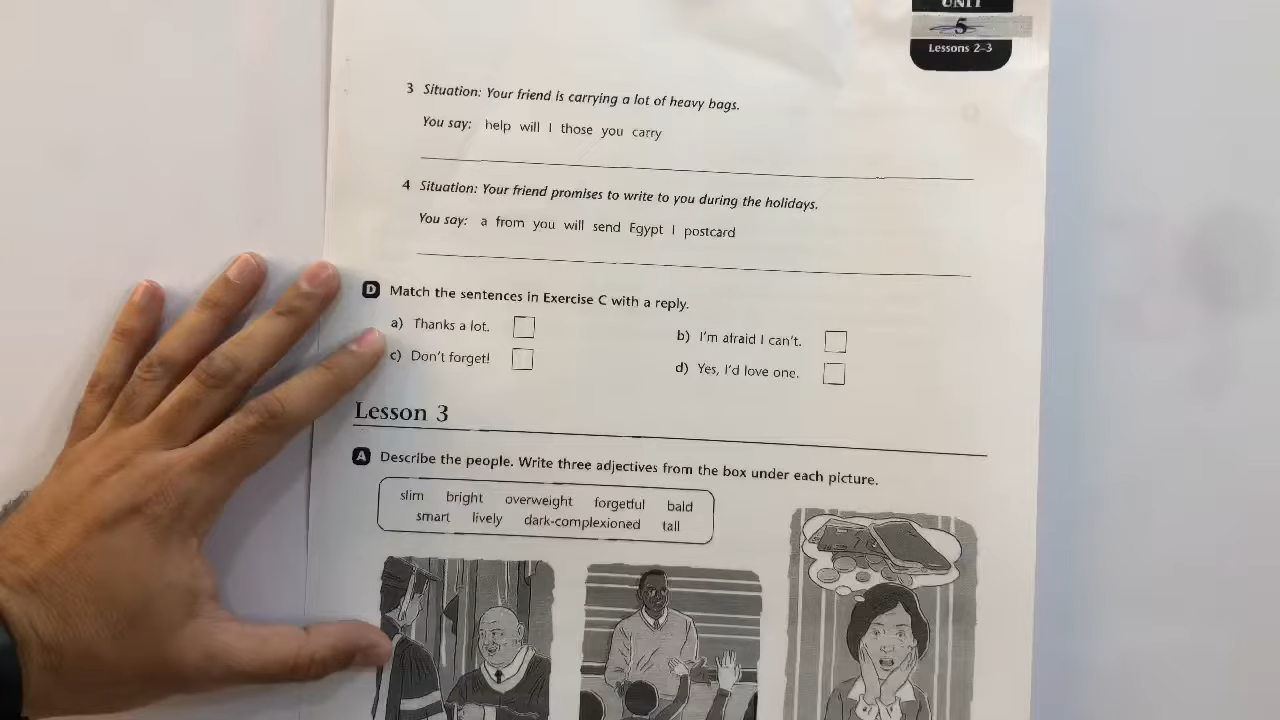 UNIT
5
Lessons 2–3
3 Situation: Your friend is carrying a lot of heavy bags.
You say: help will I those you carry
4 Situation: Your friend promises to write to you during the holidays.
You say: a from you will send Egypt I postcard
D Match the sentences in Exercise C with a reply.
a) Thanks a lot.
b) I'm afraid I can't.
c) Don't forget!
d) Yes, I'd love one.
Lesson 3
A Describe the people. Write three adjectives from the box under each picture.
slim bright overweight forgetful bald
smart lively dark-complexioned tall